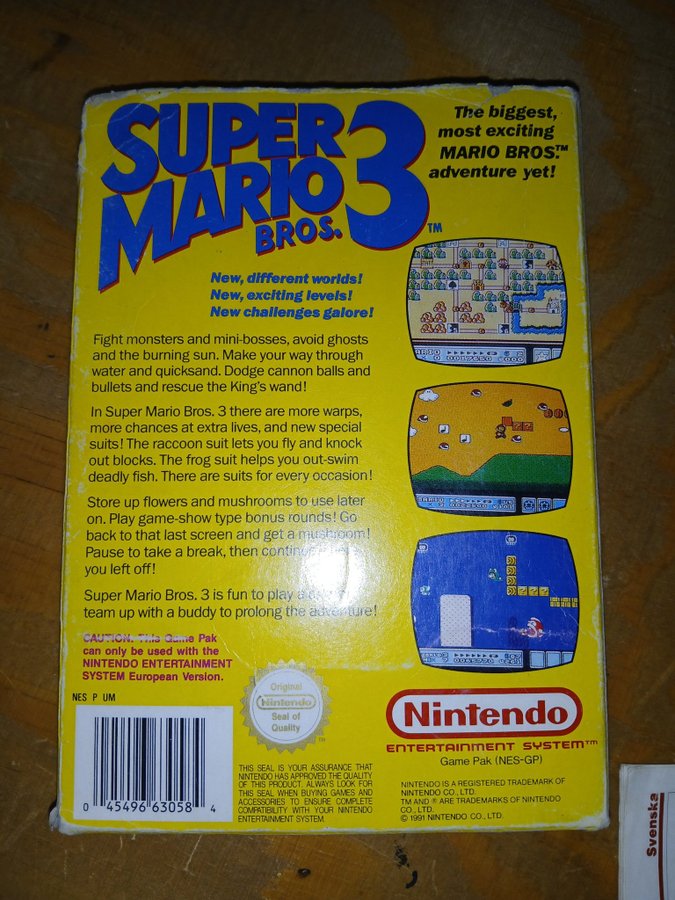 SUPER
MARIO
BROS. 3 TM
The biggest,
most exciting
MARIO BROS.™
adventure yet!
New, different worlds!
New, exciting levels!
New challenges galore!
Fight monsters and mini-bosses, avoid ghosts
and the burning sun. Make your way through
water and quicksand. Dodge cannon balls and
bullets and rescue the King's wand!
In Super Mario Bros. 3 there are more warps,
more chances at extra lives, and new special
suits! The raccoon suit lets you fly and knock
out blocks. The frog suit helps you out-swim
deadly fish. There are suits for every occasion!
Store up flowers and mushrooms to use later
on. Play game-show type bonus rounds! Go
back to that last screen and get a mushroom!
Pause to take a break, then
you left off!
Super Mario Bros. 3 is fun to play
team up with a buddy to prolong the adventure!
CAUTION. This Game Pak
can only be used with the
NINTENDO ENTERTAINMENT
SYSTEM European Version.
NES P UM
0 45496 63058 4
Original
Nintendo
Seal of
Quality
TM
THIS SEAL IS YOUR ASSURANCE THAT
NINTENDO HAS APPROVED THE QUALITY
OF THIS PRODUCT. ALWAYS LOOK FOR
THIS SEAL WHEN BUYING GAMES AND
ACCESSORIES TO ENSURE COMPLETE
COMPATIBILITY WITH YOUR NINTENDO
ENTERTAINMENT SYSTEM.
Nintendo
ENTERTAINMENT SYSTEM™
Game Pak (NES-GP)
NINTENDO IS A REGISTERED TRADEMARK OF
NINTENDO CO., LTD.
TM AND ® ARE TRADEMARKS OF NINTENDO
CO., LTD.
© 1991 NINTENDO CO., LTD.
Svenska